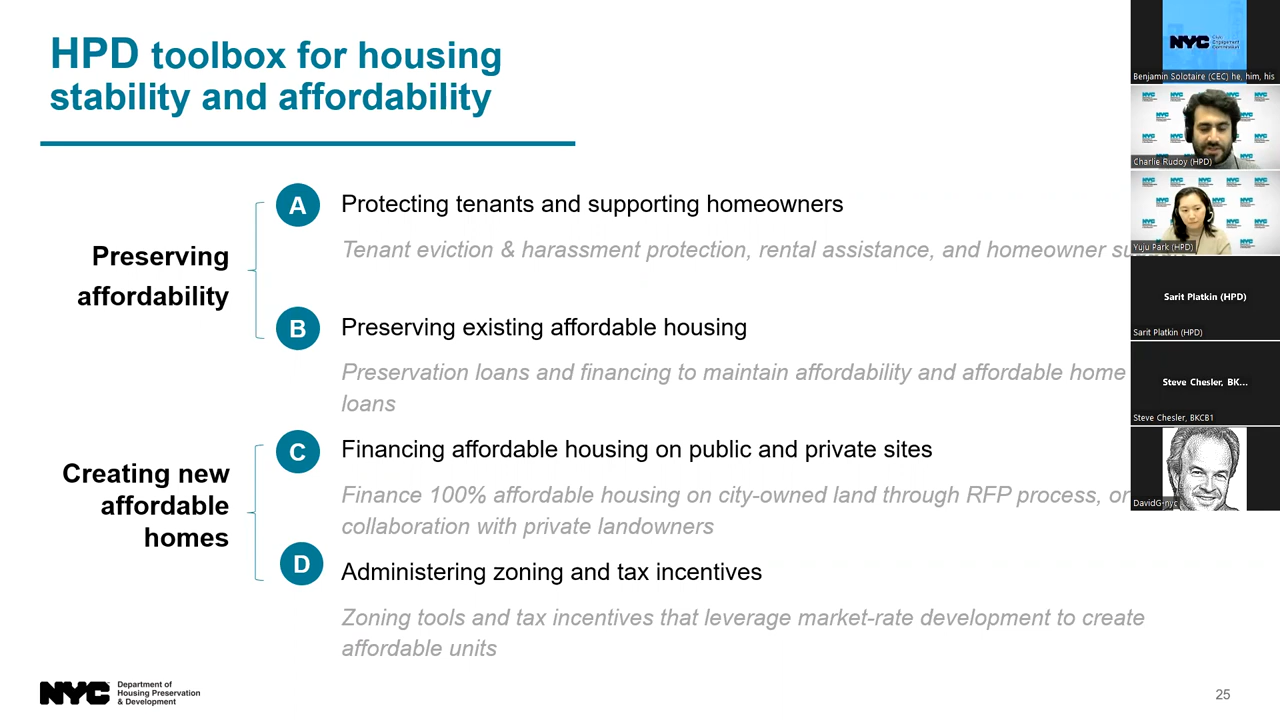 HPD toolbox for housing
stability and affordability
Preserving
affordability
A
Protecting tenants and supporting homeowners
Tenant eviction & harassment protection, rental assistance, and homeowner
B
Preserving existing affordable housing
Preservation loans and financing to maintain affordability and affordable home
loans
Creating new
affordable
homes
C
Financing affordable housing on public and private sites
Finance 100% affordable housing on city-owned land through RFP process, or
collaboration with private landowners
D
Administering zoning and tax incentives
Zoning tools and tax incentives that leverage market-rate development to create
affordable units
NYC
Department of
Housing Preservation
& Development
25
NYC
Civic
Engagement
Commission
Benjamin Solotaire (CEC) he, him, his
Charlie Rudoy (HPD)
Yuju Park (HPD)
Sarit Platkin (HPD)
Sarit Platkin (HPD)
Steve Chesler, BK...
Steve Chesler, BKCB1
DavidG-nyc